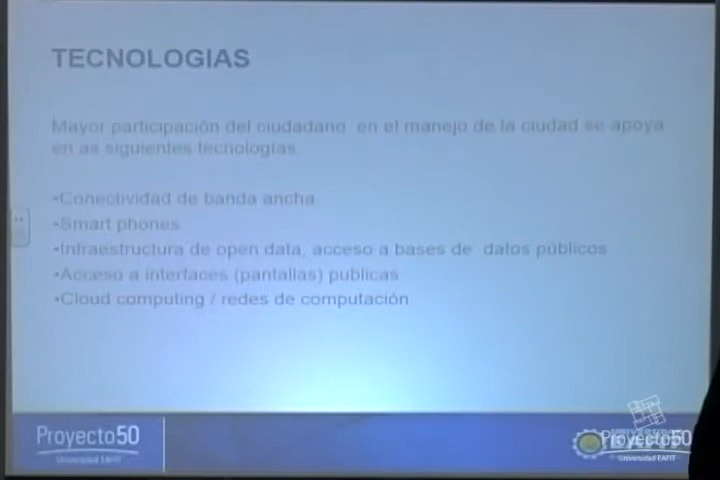 TECNOLOGIAS
Mayor participación del ciudadano en el manejo de la ciudad se apoya
en as siguientes tecnologías
•Conectividad de banda ancha
•Smart phones
•Infraestructura de open data, acceso a bases de datos públicos
•Acceso a interfaces (pantallas) publicas
•Cloud computing / redes de computación
Proyecto50
Universidad EAFIT
Proyecto50
Universidad EAFIT